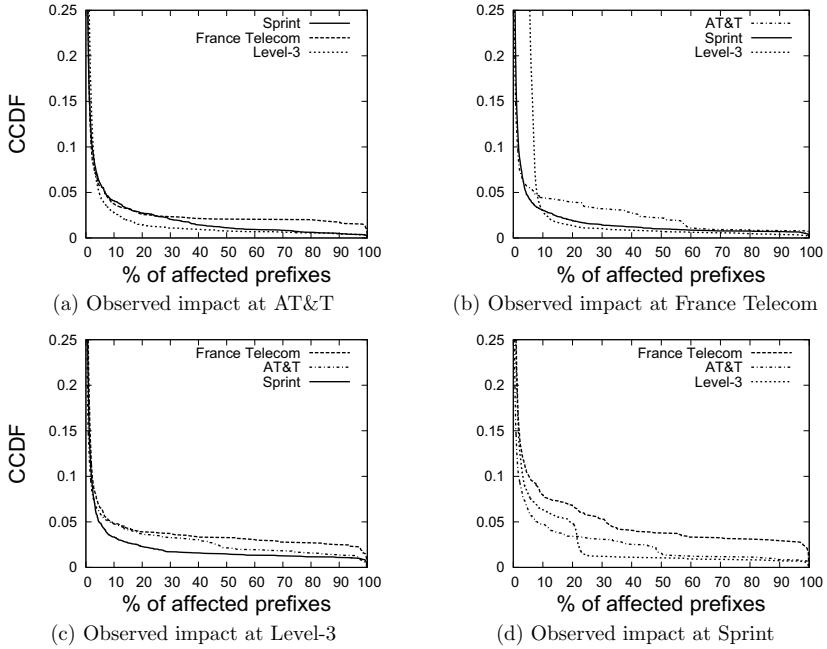 Sprint
France Telecom
Level-3
0.25
0.2
0.15
0.1
0.05
0
CCDF
0 10 20 30 40 50 60 70 80 90 100
% of affected prefixes
(a) Observed impact at AT&T
AT&T
Sprint
Level-3
0.25
0.2
0.15
0.1
0.05
0
0 10 20 30 40 50 60 70 80 90 100
% of affected prefixes
(b) Observed impact at France Telecom
France Telecom
AT&T
Sprint
0.25
0.2
0.15
0.1
0.05
0
CCDF
0 10 20 30 40 50 60 70 80 90 100
% of affected prefixes
(c) Observed impact at Level-3
France Telecom
AT&T
Level-3
0.25
0.2
0.15
0.1
0.05
0
0 10 20 30 40 50 60 70 80 90 100
% of affected prefixes
(d) Observed impact at Sprint